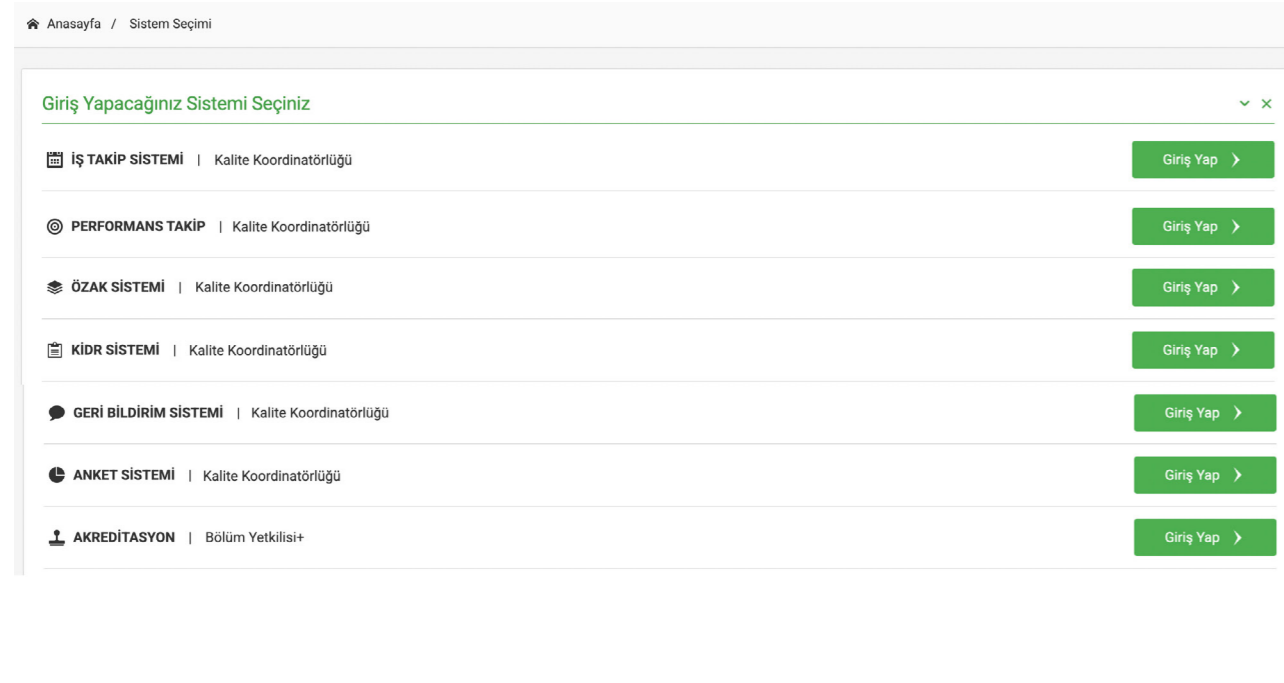 Anasayfa / Sistem Seçimi
Giriş Yapacağınız Sistemi Seçiniz
İŞ TAKİP SİSTEMİ | Kalite Koordinatörlüğü Giriş Yap
PERFORMANS TAKİP | Kalite Koordinatörlüğü Giriş Yap
ÖZAK SİSTEMİ | Kalite Koordinatörlüğü Giriş Yap
KİDR SİSTEMİ | Kalite Koordinatörlüğü Giriş Yap
GERİ BİLDİRİM SİSTEMİ | Kalite Koordinatörlüğü Giriş Yap
ANKET SİSTEMİ | Kalite Koordinatörlüğü Giriş Yap
AKREDİTASYON | Bölüm Yetkilisi+ Giriş Yap